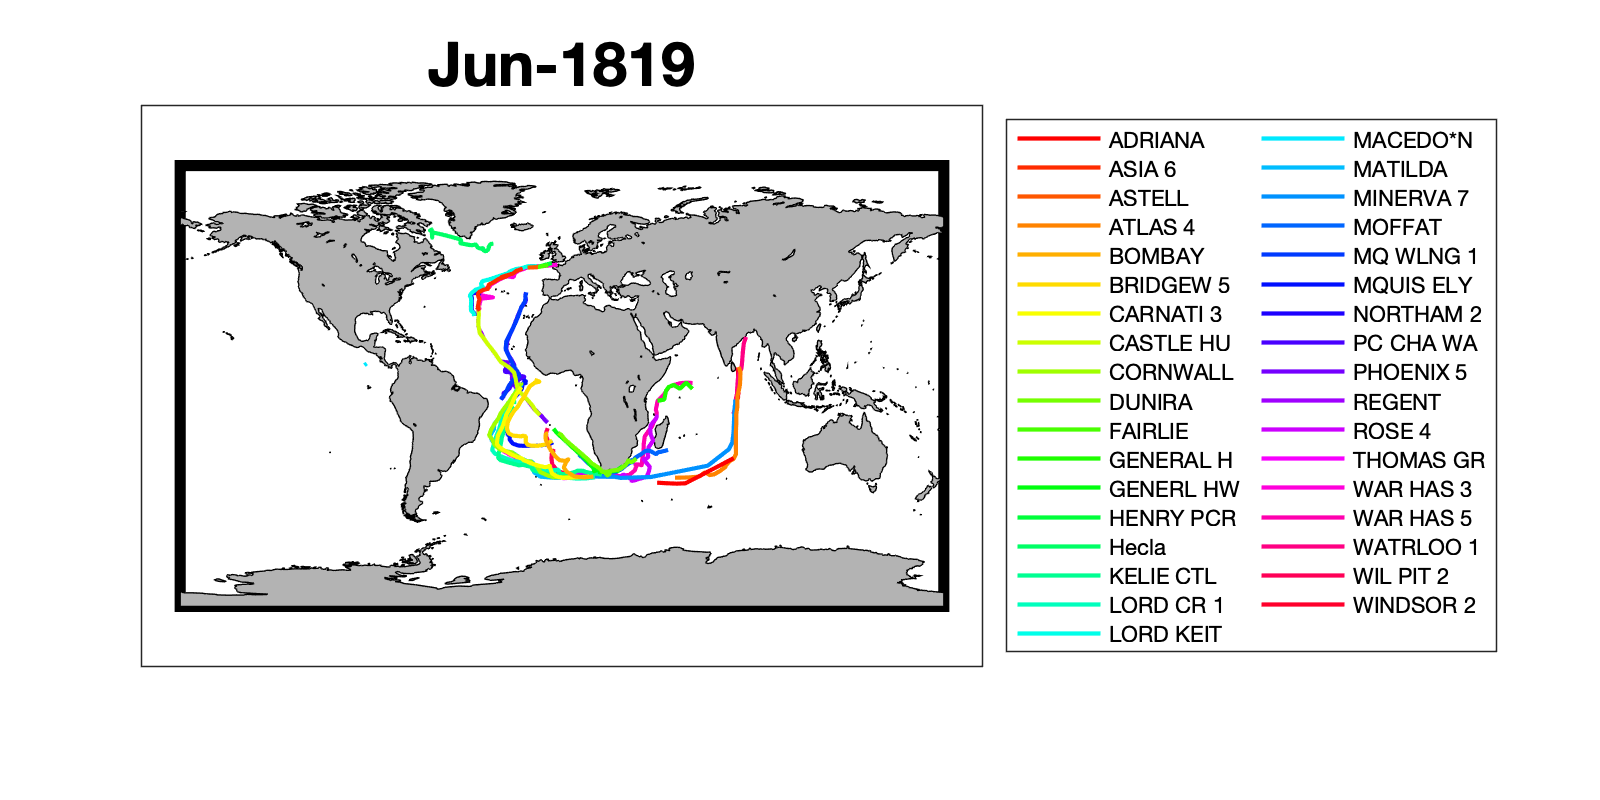 Jun-1819
ADRIANA
ASIA 6
ASTELL
ATLAS 4
BOMBAY
BRIDGEW 5
CARNATI 3
CASTLE HU
CORNWALL
DUNIRA
FAIRLIE
GENERAL H
GENERL HW
HENRY PCR
Hecla
KELIE CTL
LORD CR 1
LORD KEIT
MACEDO*N
MATILDA
MINERVA 7
MOFFAT
MQ WLNG 1
MQUIS ELY
NORTHAM 2
PC CHA WA
PHOENIX 5
REGENT
ROSE 4
THOMAS GR
WAR HAS 3
WAR HAS 5
WATRLOO 1
WIL PIT 2
WINDSOR 2